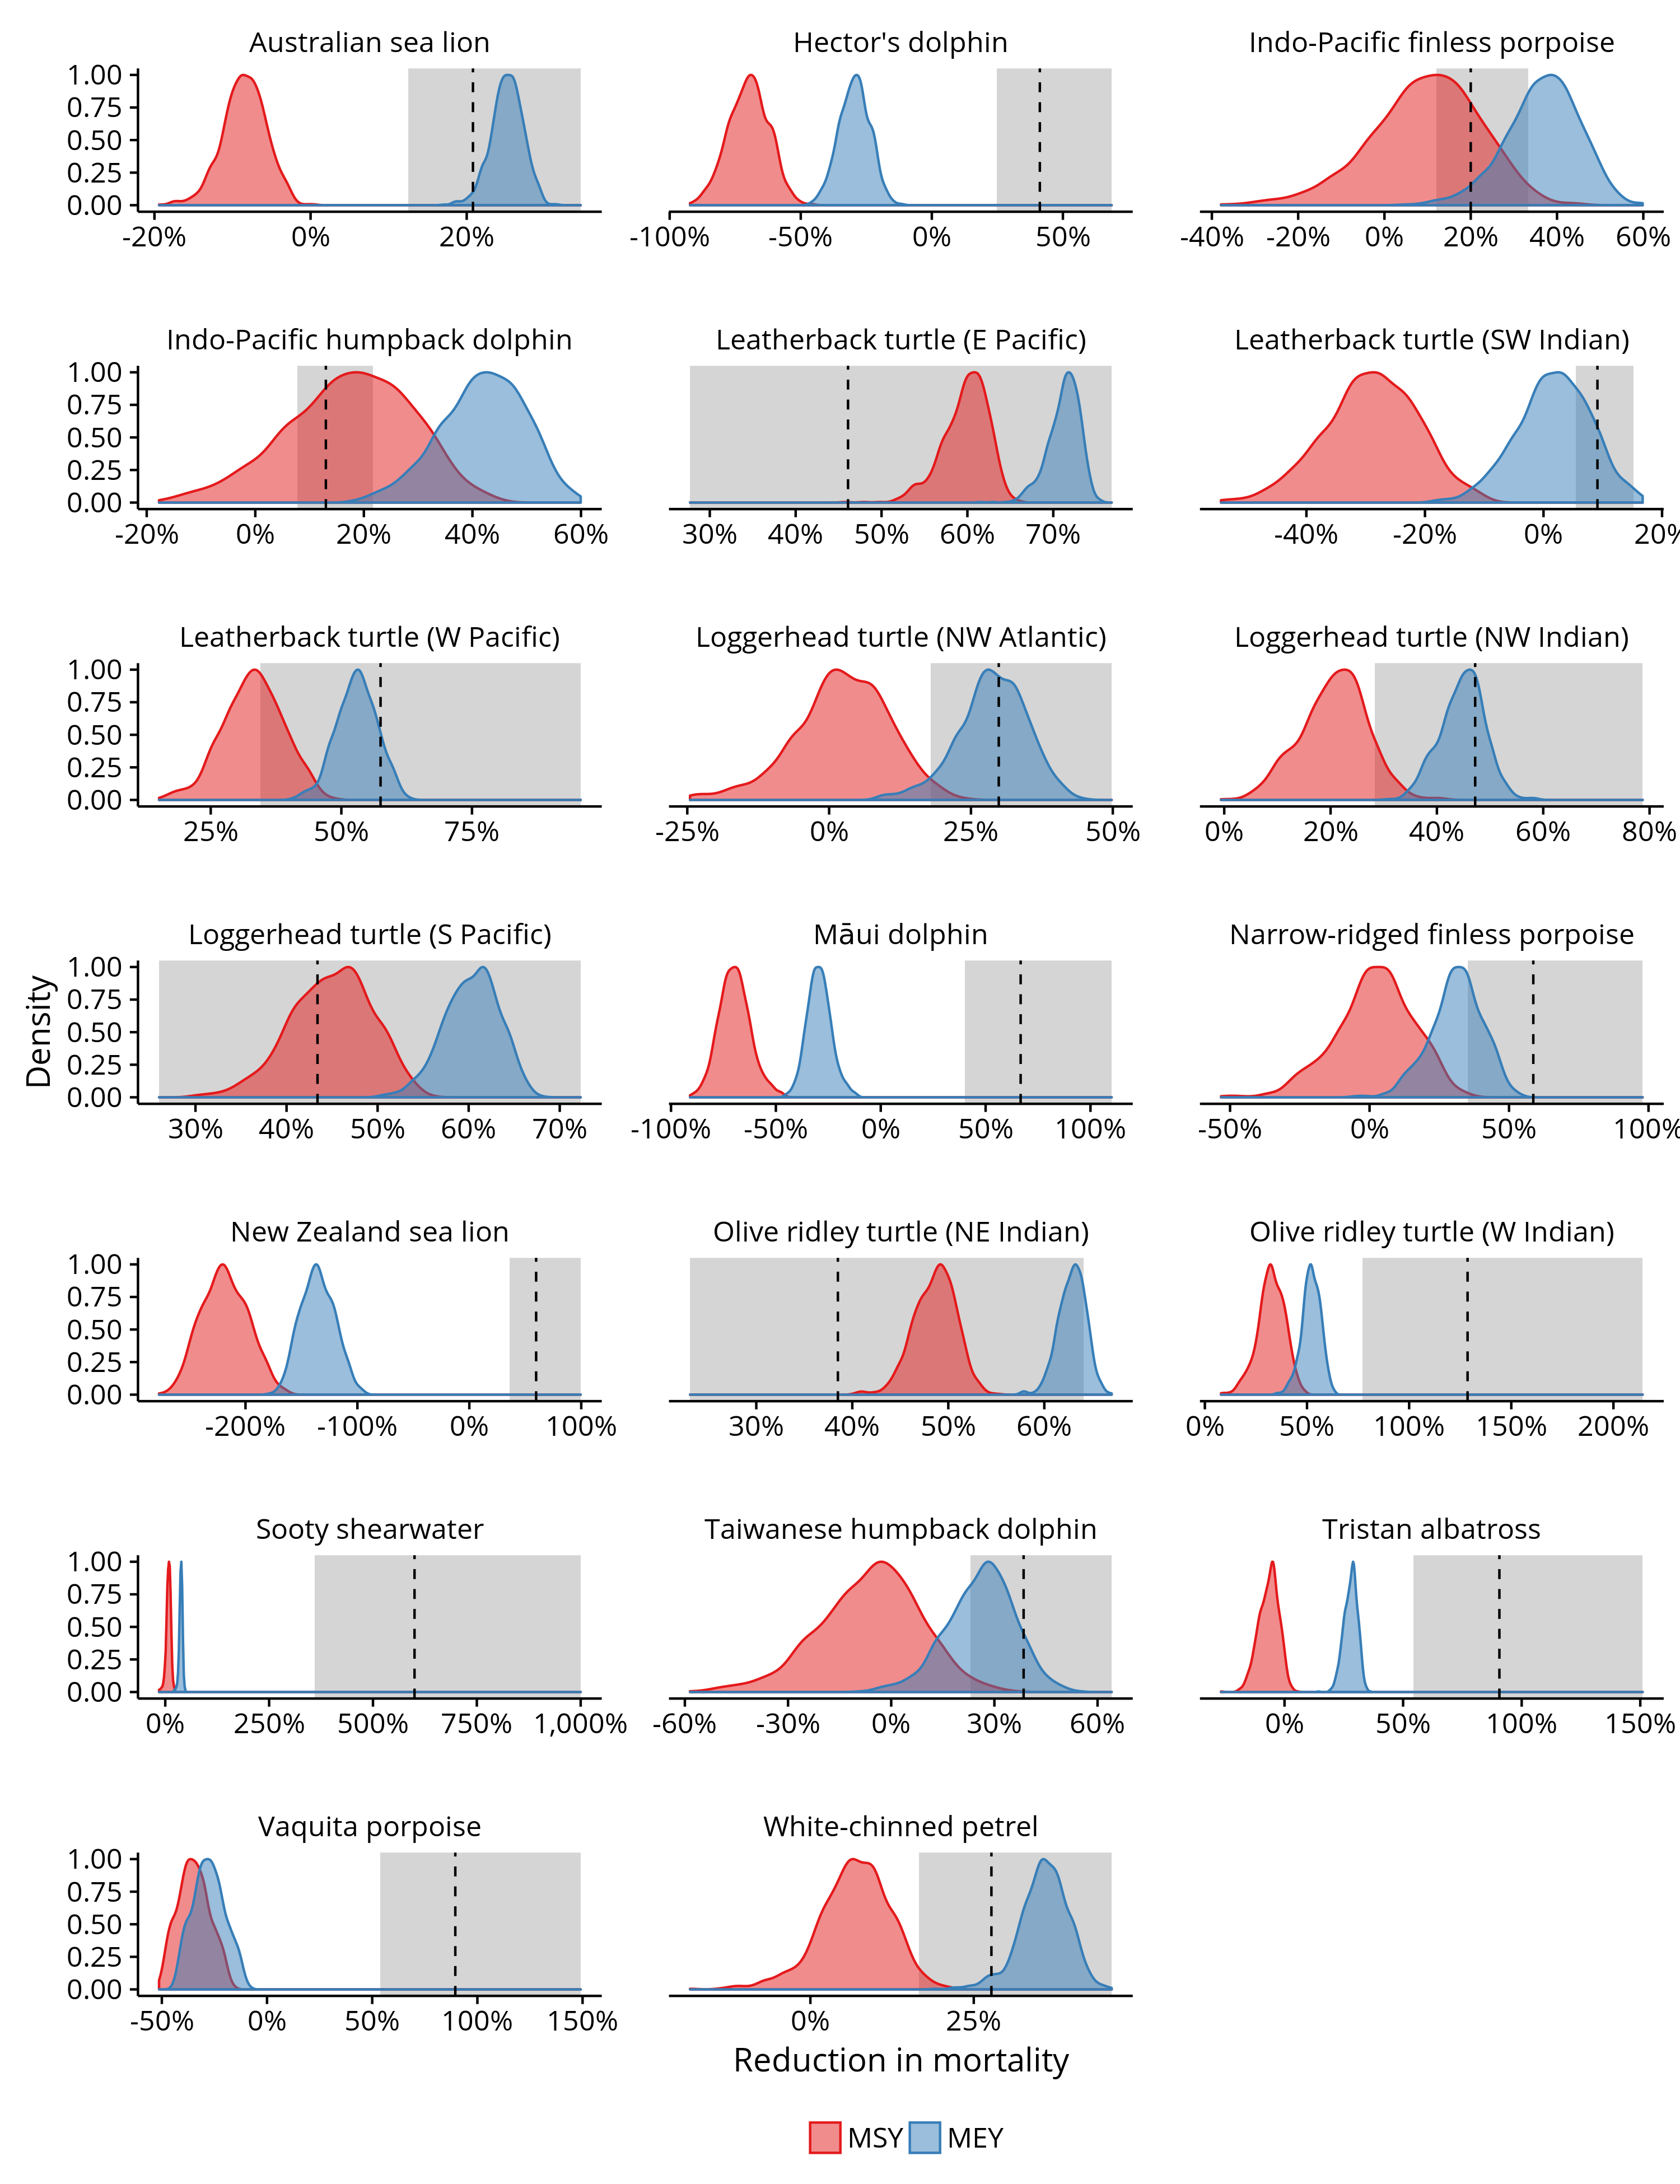 Australian sea lion
Hector's dolphin
Indo-Pacific finless porpoise
1.00
0.75
0.50
0.25
0.00
-20% 0% 20%
-100% -50% 0% 50%
-40% -20% 0% 20% 40% 60%
Indo-Pacific humpback dolphin
Leatherback turtle (E Pacific)
Leatherback turtle (SW Indian)
1.00
0.75
0.50
0.25
0.00
-20% 0% 20% 40% 60%
30% 40% 50% 60% 70%
-40% -20% 0% 20%
Leatherback turtle (W Pacific)
Loggerhead turtle (NW Atlantic)
Loggerhead turtle (NW Indian)
1.00
0.75
0.50
0.25
0.00
25% 50% 75%
-25% 0% 25% 50%
0% 20% 40% 60% 80%
Loggerhead turtle (S Pacific)
Māui dolphin
Narrow-ridged finless porpoise
1.00
0.75
0.50
0.25
0.00
30% 40% 50% 60% 70%
-100% -50% 0% 50% 100%
-50% 0% 50% 100%
Density
New Zealand sea lion
Olive ridley turtle (NE Indian)
Olive ridley turtle (W Indian)
1.00
0.75
0.50
0.25
0.00
-200% -100% 0% 100%
30% 40% 50% 60%
0% 50% 100% 150% 200%
Sooty shearwater
Taiwanese humpback dolphin
Tristan albatross
1.00
0.75
0.50
0.25
0.00
0% 250% 500% 750% 1,000%
-60% -30% 0% 30% 60%
0% 50% 100% 150%
Vaquita porpoise
White-chinned petrel
1.00
0.75
0.50
0.25
0.00
-50% 0% 50% 100% 150%
0% 25%
Reduction in mortality
MSY MEY